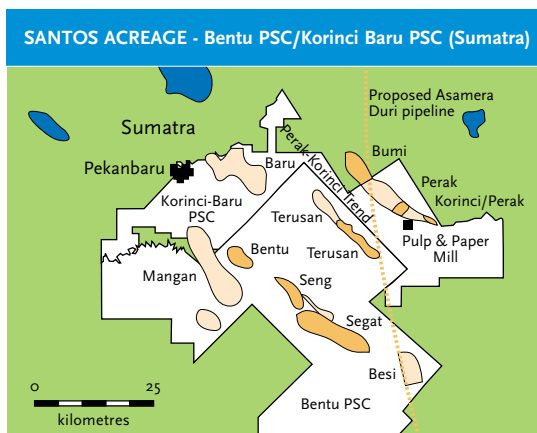 SANTOS ACREAGE - Bentu PSC/Korinci Baru PSC (Sumatra)
Proposed Asamera
Duri pipeline
Sumatra
Bumi
Pekanbaru
Baru
Perak-Korinci Trend
Perak
Korinci/Perak
Korinci-Baru
PSC
Terusan
Pulp & Paper
Mill
Bentu
Terusan
Mangan
Seng
Segat
Besi
0 25
kilometres
Bentu PSC